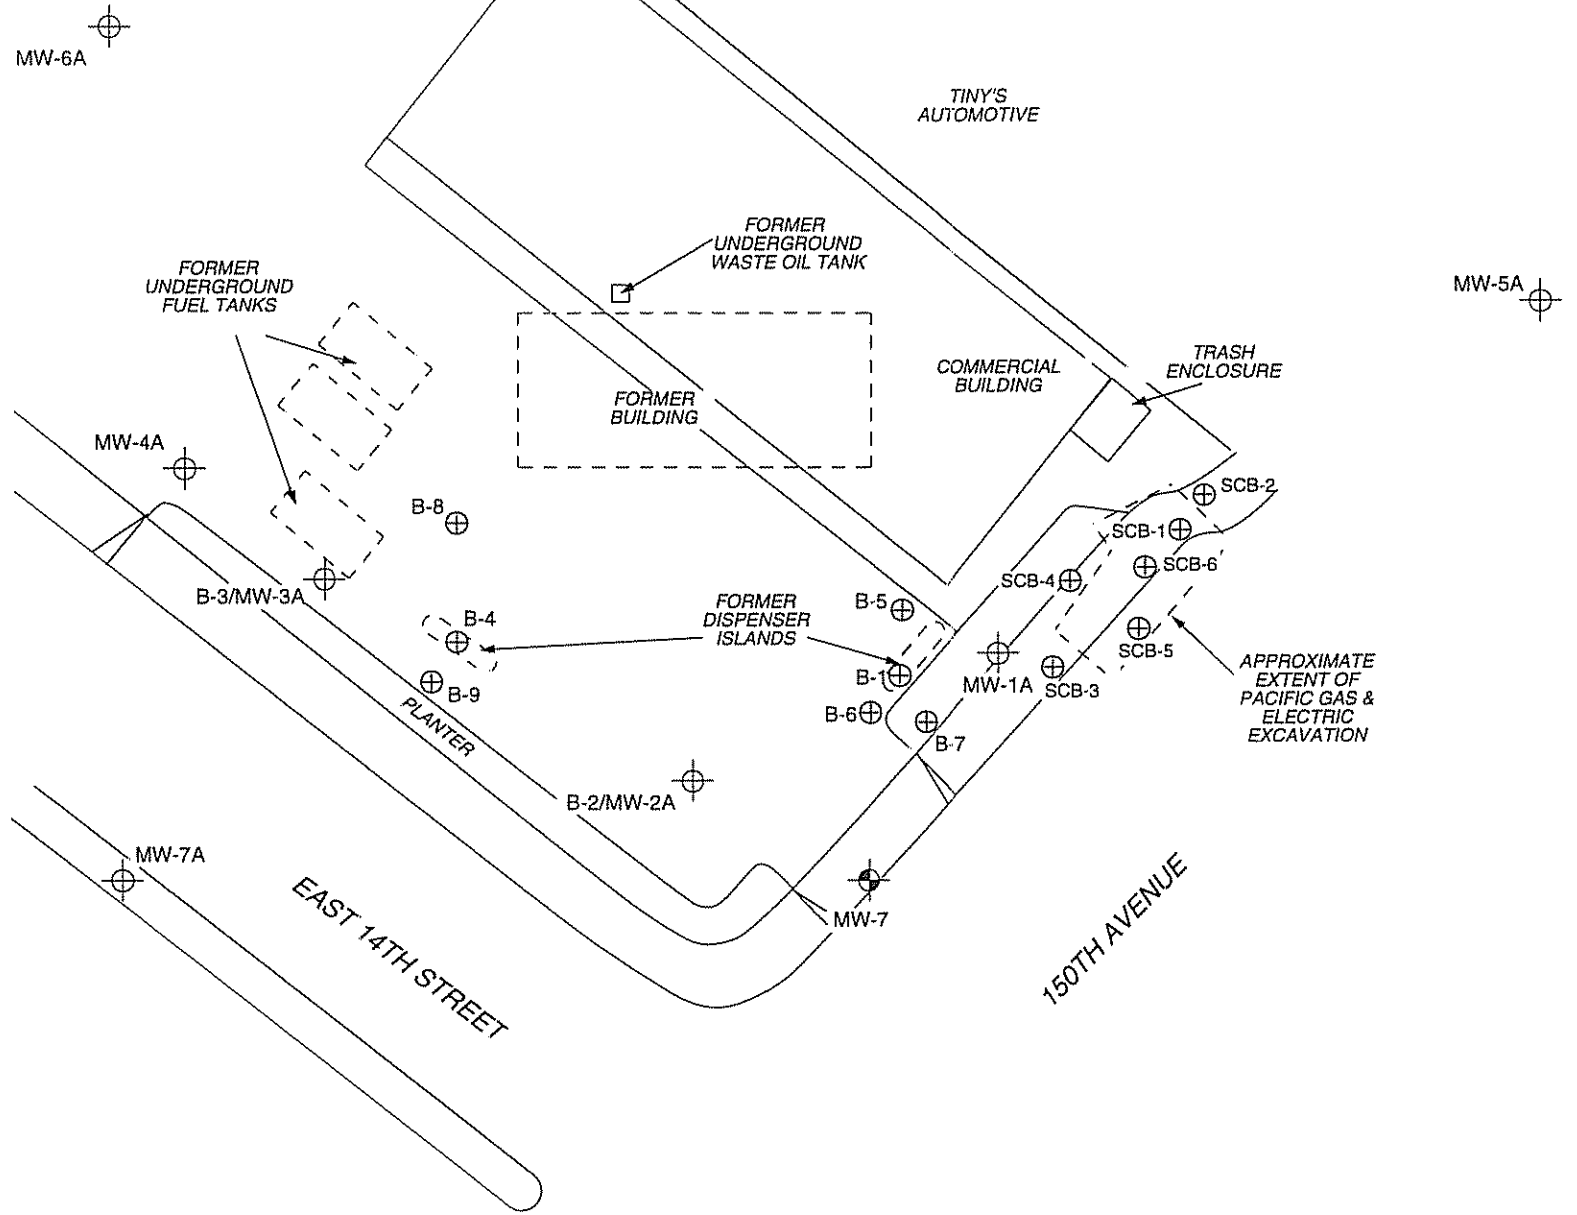 MW-6A
TINY'S
AUTOMOTIVE
FORMER
UNDERGROUND
WASTE OIL TANK
FORMER
UNDERGROUND
FUEL TANKS
MW-5A
TRASH
ENCLOSURE
COMMERCIAL
BUILDING
FORMER
BUILDING
MW-4A
B-8
SCB-2
SCB-1
SCB-6
SCB-4
B-3/MW-3A
B-4
FORMER
DISPENSER
ISLANDS
B-5
SCB-5
B-1
MW-1A
SCB-3
APPROXIMATE
EXTENT OF
PACIFIC GAS &
ELECTRIC
EXCAVATION
B-9
PLANTER
B-6
B-7
B-2/MW-2A
MW-7A
MW-7
EAST 14TH STREET
150TH AVENUE